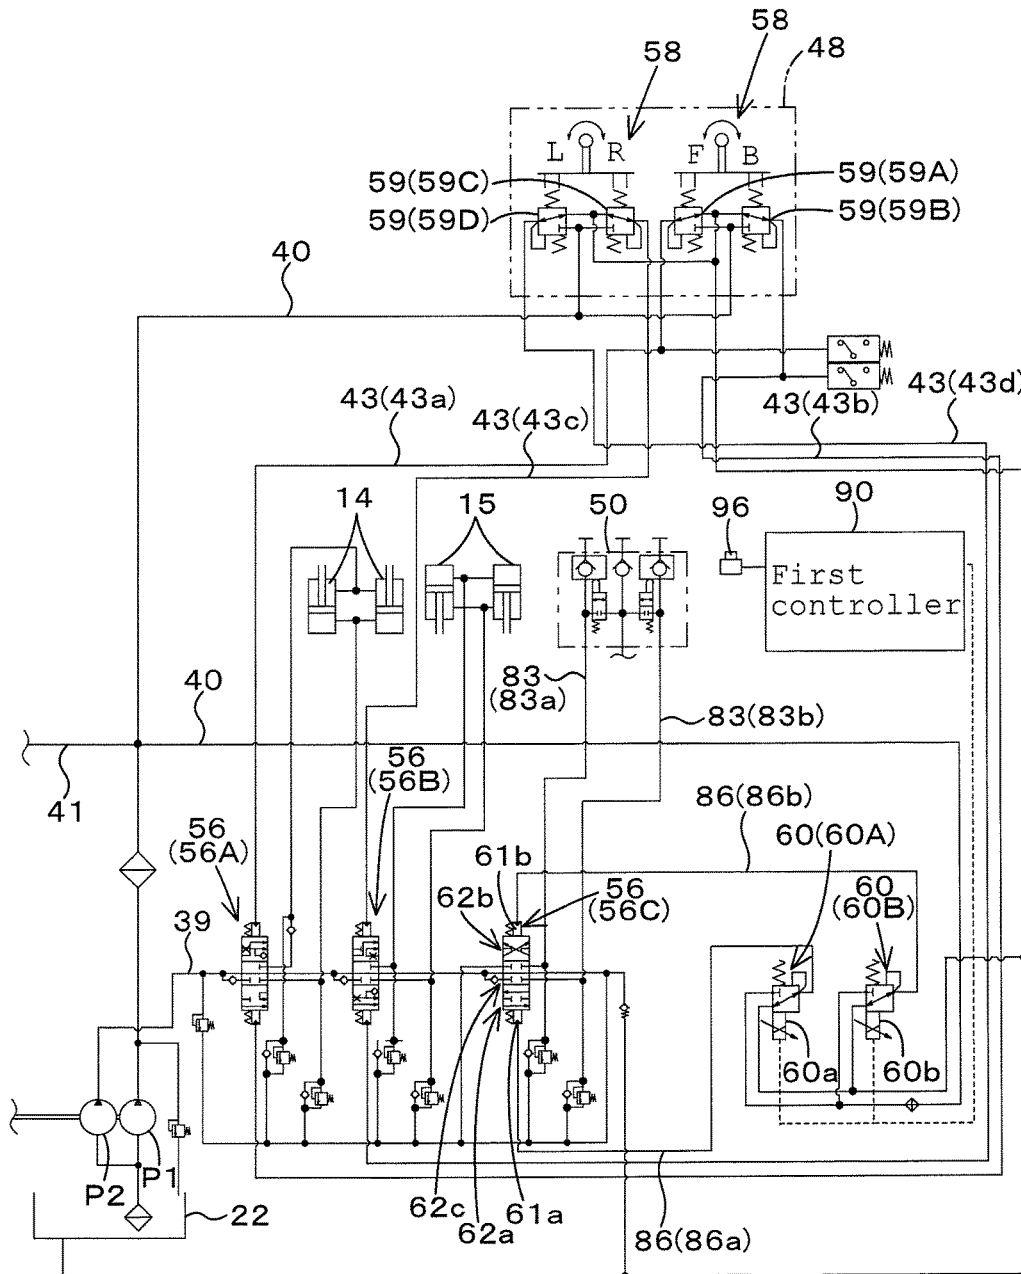 58
58
48
L R F B
59(59C)
59(59A)
59(59D)
59(59B)
40
43(43a)
43(43c)
43(43b)
43(43d)
14
15
50
96
90
First
controller
83
(83a)
83(83b)
40
41
56
(56B)
56
(56A)
86(86b)
60(60A)
61b
62b
56
(56C)
60
(60B)
39
60a
60b
P2
P1
22
62c
62a
61a
86(86a)